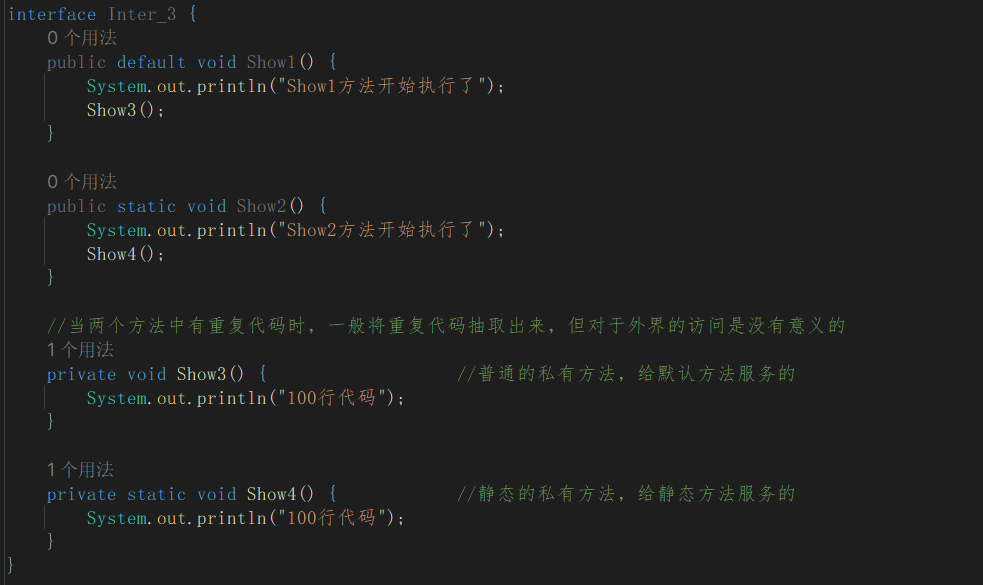 interface Inter_3 {
0 个用法
public default void Show1() {
System.out.println("Show1方法开始执行了");
Show3();
}
0 个用法
public static void Show2() {
System.out.println("Show2方法开始执行了");
Show4();
}
//当两个方法中有重复代码时，一般将重复代码抽取出来，但对于外界的访问是没有意义的
1 个用法
private void Show3() { //普通的私有方法，给默认方法服务的
System.out.println("100行代码");
}
1 个用法
private static void Show4() { //静态的私有方法，给静态方法服务的
System.out.println("100行代码");
}
}